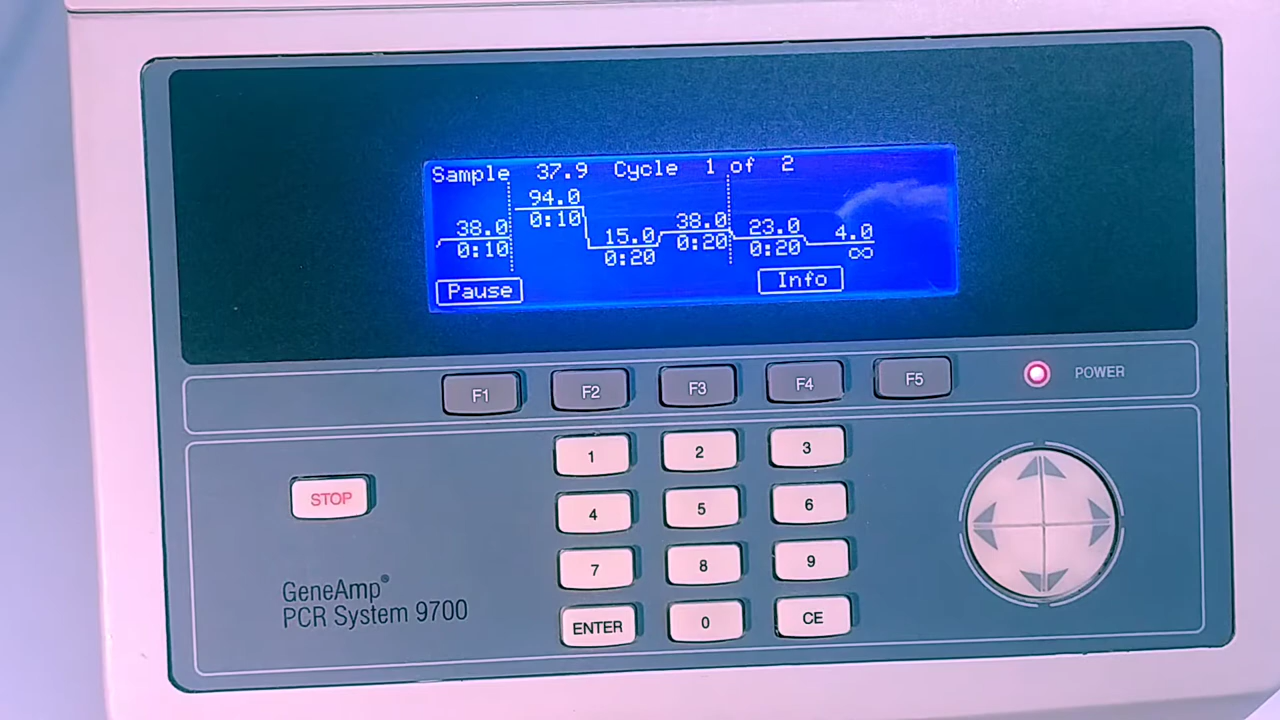 Sample 37.9 Cycle 1 of 2
94.0
38.0 0:10 15.0 38.0 23.0 4.0
0:10 0:20 0:20 0:20 ∞
Pause Info
F1 F2 F3 F4 F5 POWER
1 2 3
STOP 4 5 6
7 8 9
GeneAmp®
PCR System 9700
ENTER 0 CE